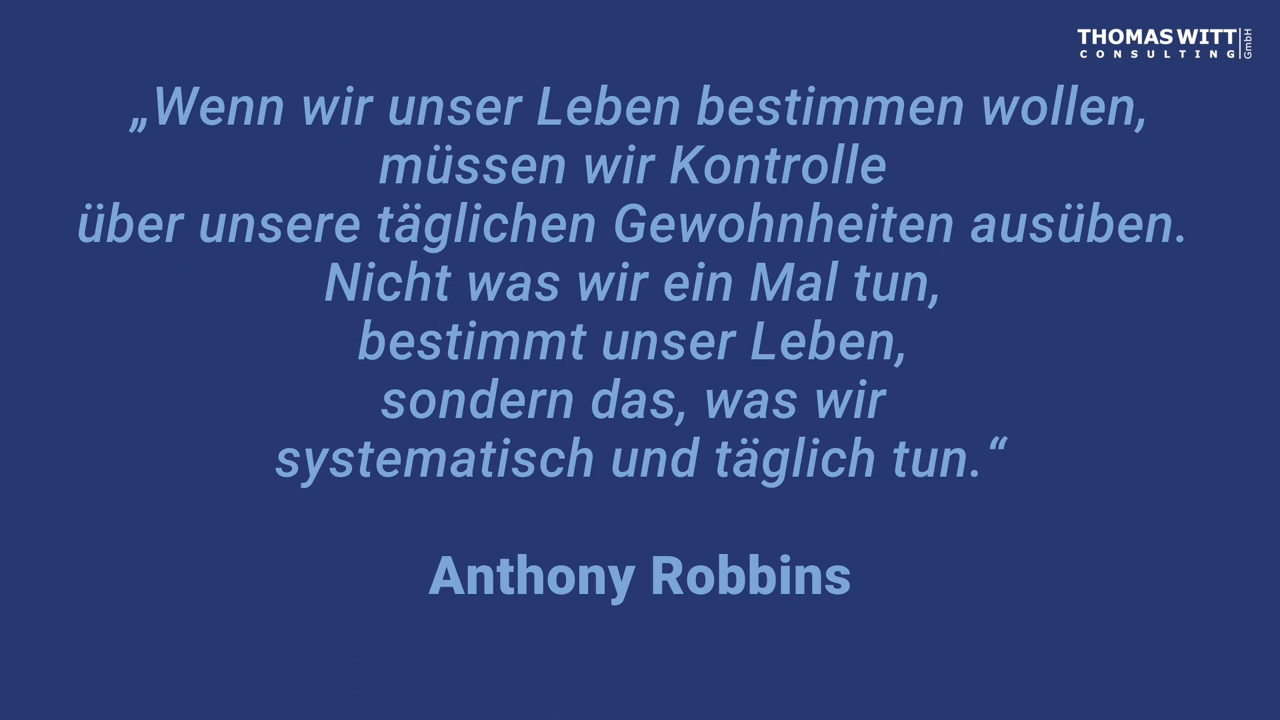 THOMAS WITT
CONSULTING
GmbH
„Wenn wir unser Leben bestimmen wollen,
müssen wir Kontrolle
über unsere täglichen Gewohnheiten ausüben.
Nicht was wir ein Mal tun,
bestimmt unser Leben,
sondern das, was wir
systematisch und täglich tun.“
Anthony Robbins